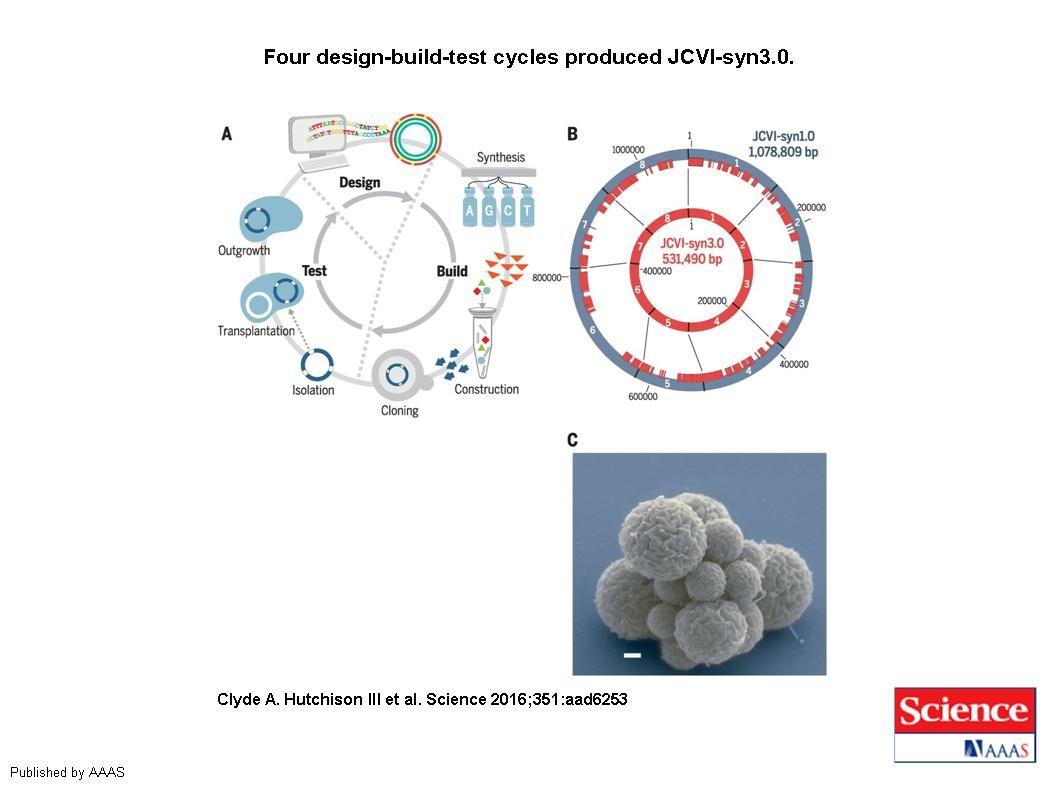 Four design-build-test cycles produced JCVI-syn3.0.
A
Design
Synthesis
A G C T
Outgrowth
Test
Build
Transplantation
Isolation
Cloning
Construction
B
JCVI-syn1.0
1,078,809 bp
1
1000000
8
1
200000
2
7
800000
3
6
400000
4
5
600000
8
1
1
JCVI-syn3.0
531,490 bp
7
2
400000
6
3
200000
5
4
C
Clyde A. Hutchison III et al. Science 2016;351:aad6253
Science
AAAS
Published by AAAS